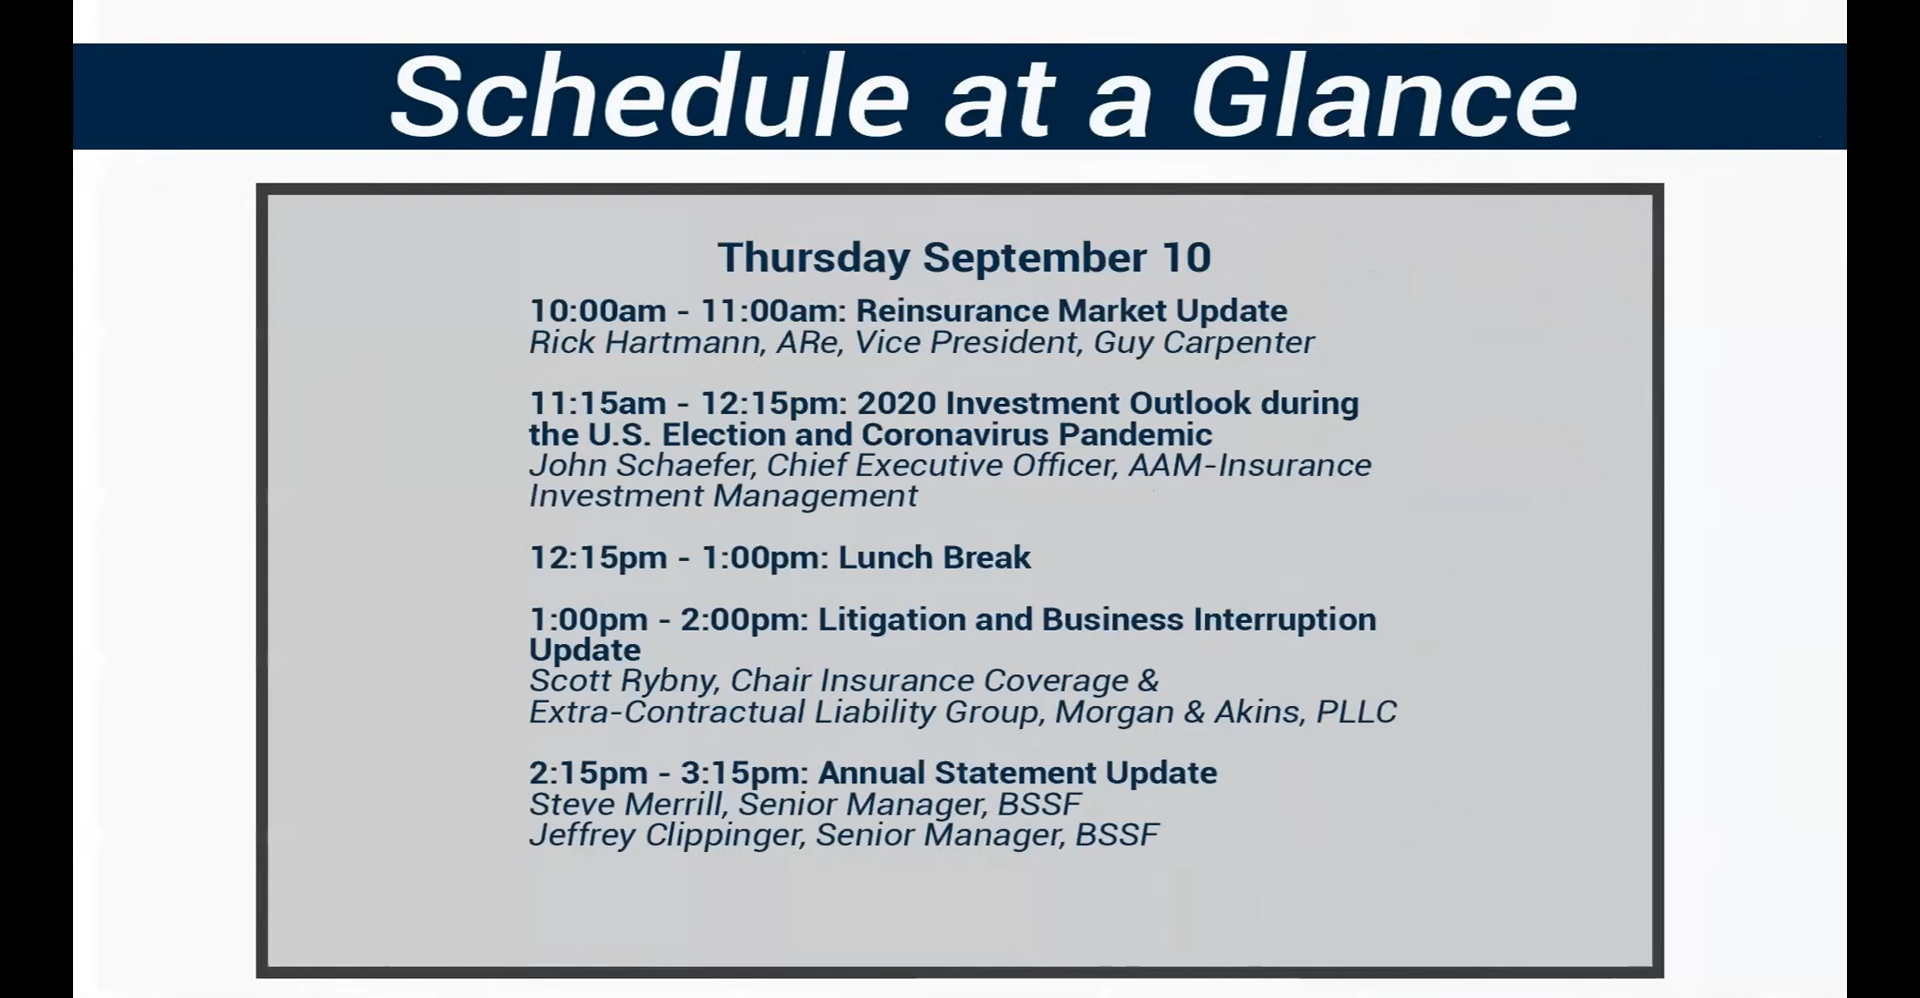 Schedule at a Glance
Thursday September 10
10:00am - 11:00am: Reinsurance Market Update
Rick Hartmann, ARe, Vice President, Guy Carpenter
11:15am - 12:15pm: 2020 Investment Outlook during
the U.S. Election and Coronavirus Pandemic
John Schaefer, Chief Executive Officer, AAM-Insurance
Investment Management
12:15pm - 1:00pm: Lunch Break
1:00pm - 2:00pm: Litigation and Business Interruption
Update
Scott Rybny, Chair Insurance Coverage &
Extra-Contractual Liability Group, Morgan & Akins, PLLC
2:15pm - 3:15pm: Annual Statement Update
Steve Merrill, Senior Manager, BSSF
Jeffrey Clippinger, Senior Manager, BSSF